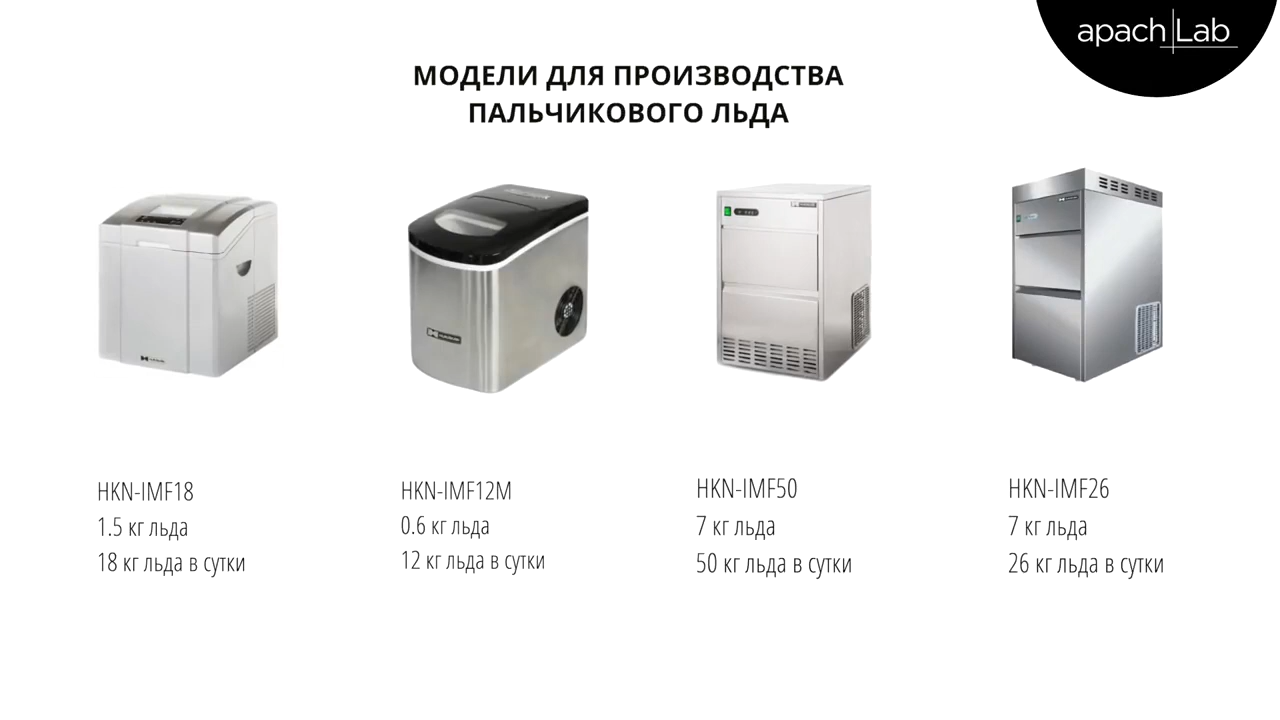 apach Lab
МОДЕЛИ ДЛЯ ПРОИЗВОДСТВА
ПАЛЬЧИКОВОГО ЛЬДА
HKN-IMF18
1.5 кг льда
18 кг льда в сутки
HKN-IMF12M
0.6 кг льда
12 кг льда в сутки
HKN-IMF50
7 кг льда
50 кг льда в сутки
HKN-IMF26
7 кг льда
26 кг льда в сутки